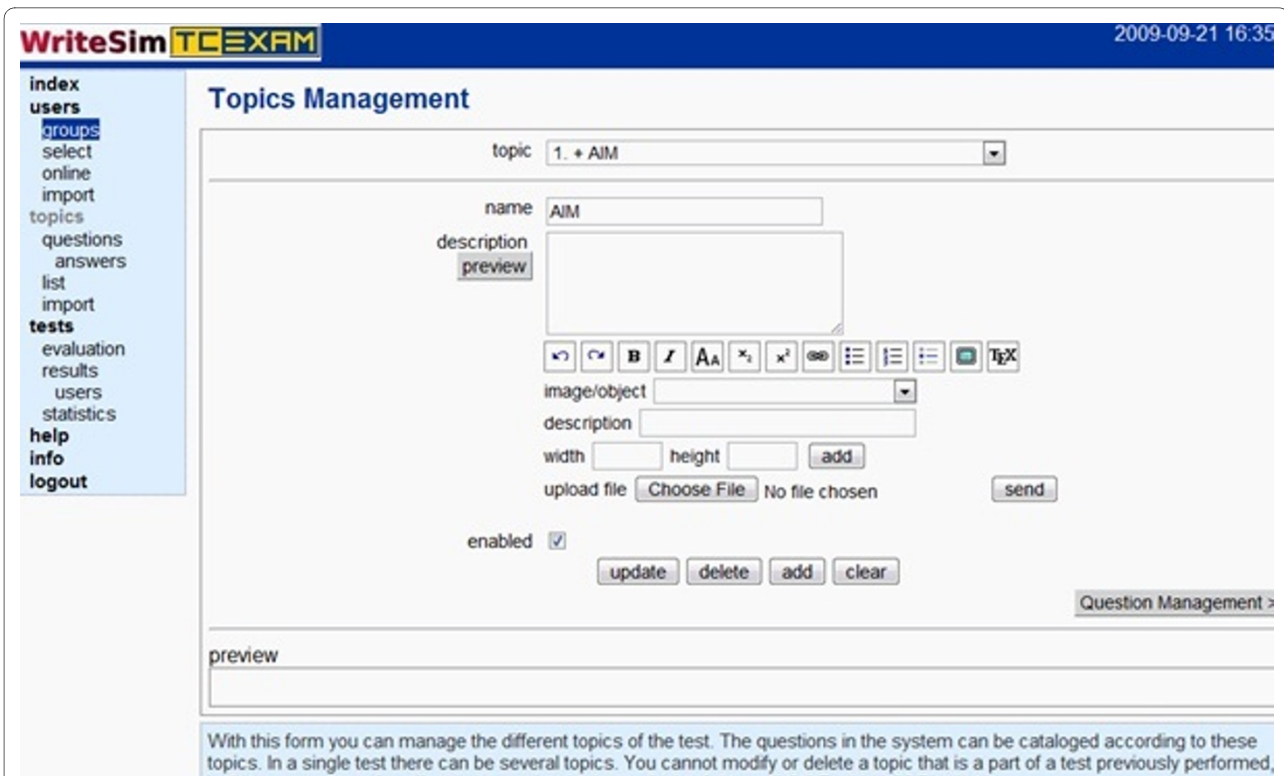 WriteSim TCEXAM
2009-09-21 16:35
index
users
groups
select
online
import
topics
questions
answers
list
import
tests
evaluation
results
users
statistics
help
info
logout
Topics Management
topic 1. + AIM
name AIM
description
preview
B I AA x₂ x² TEX
image/object
description
width height add
upload file Choose File No file chosen send
enabled
update delete add clear
Question Management >
preview
With this form you can manage the different topics of the test. The questions in the system can be cataloged according to these
topics. In a single test there can be several topics. You cannot modify or delete a topic that is a part of a test previously performed,